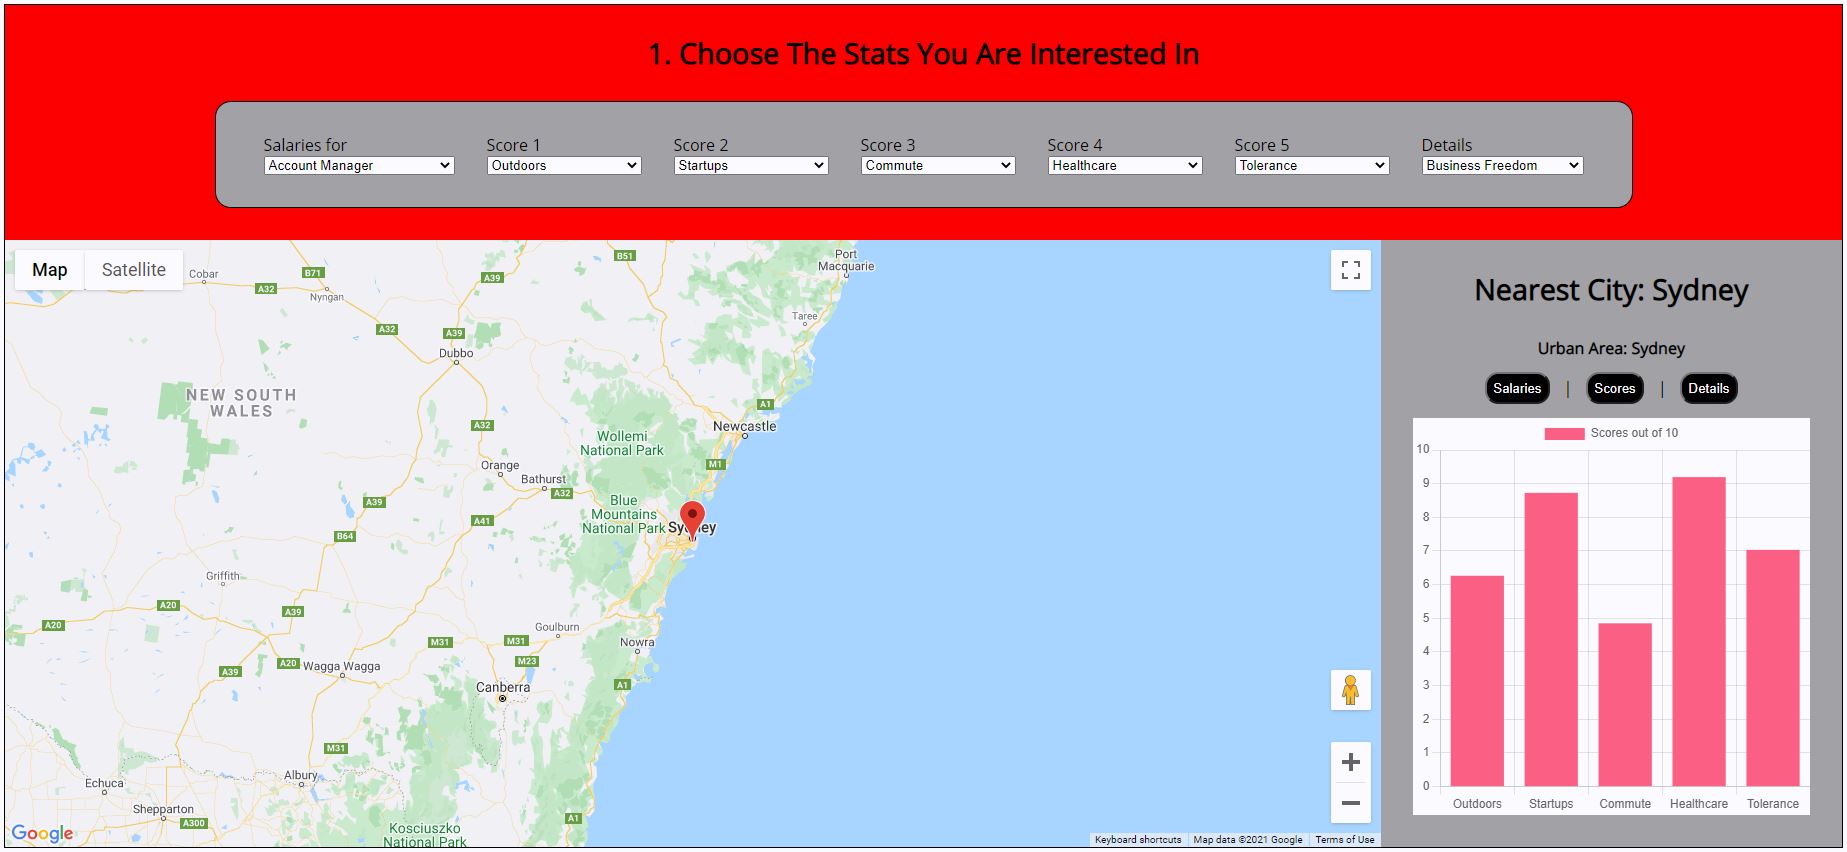 1. Choose The Stats You Are Interested In
Salaries for
Account Manager
Score 1
Outdoors
Score 2
Startups
Score 3
Commute
Score 4
Healthcare
Score 5
Tolerance
Details
Business Freedom
Map
Satellite
Cobar
B71
Nyngan
A32
A39
B51
Port
Macquarie
Taree
A32
A39
Dubbo
NEW SOUTH
WALES
A1
A32
Newcastle
Wollemi
National Park
M1
Orange
Bathurst
A32
A39
Blue
Mountains
National Park
A41
Sydney
B64
Griffith
A20
A39
A20
Goulburn
M31
M31
Nowra
M23
A39
A20
Wagga Wagga
Canberra
A1
M31
Albury
Echuca
Shepparton
A300
A1
Kosciuszko
National Park
Google
Keyboard shortcuts
Map data ©2021 Google
Terms of Use
Nearest City: Sydney
Urban Area: Sydney
Salaries | Scores | Details
Scores out of 10
10
9
8
7
6
5
4
3
2
1
0
Outdoors Startups Commute Healthcare Tolerance